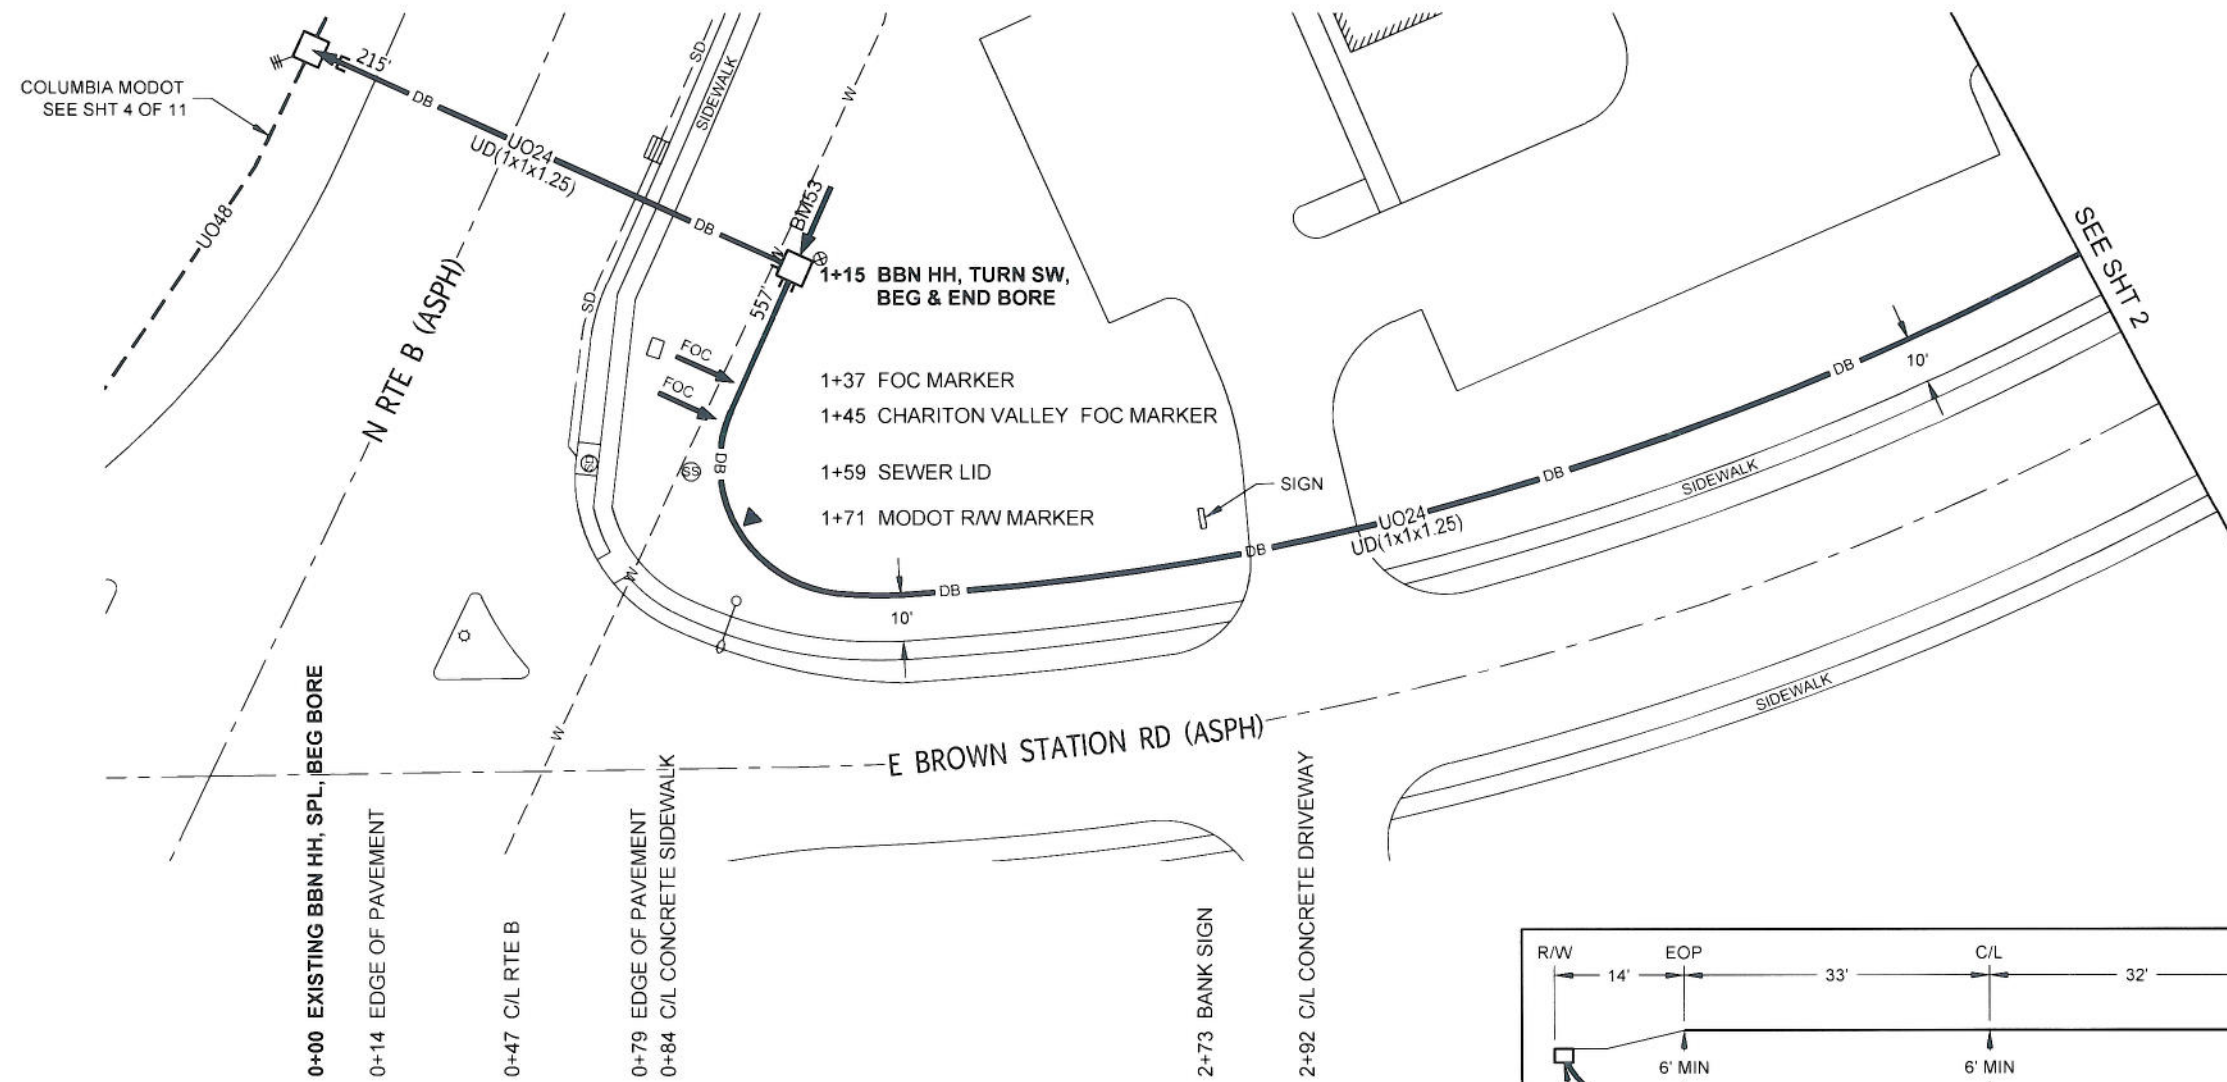 COLUMBIA MODOT
SEE SHT 4 OF 11
215'
DB
UO24
UD(1x1x1.25)
DB
UO48
SD
SIDEWALK
W
SD
BM53
W
557'
1+15 BBN HH, TURN SW,
BEG & END BORE
FOC
FOC
1+37 FOC MARKER
1+45 CHARITON VALLEY FOC MARKER
1+59 SEWER LID
1+71 MODOT R/W MARKER
N RTE B (ASPH)
SD
SS
DB
SIGN
SEE SHT 2
DB
10'
SIDEWALK
DB
UO24
UD(1x1x1.25)
DB
DB
10'
W
W
E BROWN STATION RD (ASPH)
SIDEWALK
0+00 EXISTING BBN HH, SPL, BEG BORE
0+14 EDGE OF PAVEMENT
0+47 C/L RTE B
0+79 EDGE OF PAVEMENT
0+84 C/L CONCRETE SIDEWALK
2+73 BANK SIGN
2+92 C/L CONCRETE DRIVEWAY
R/W
EOP
C/L
14'
33'
32'
6' MIN
6' MIN